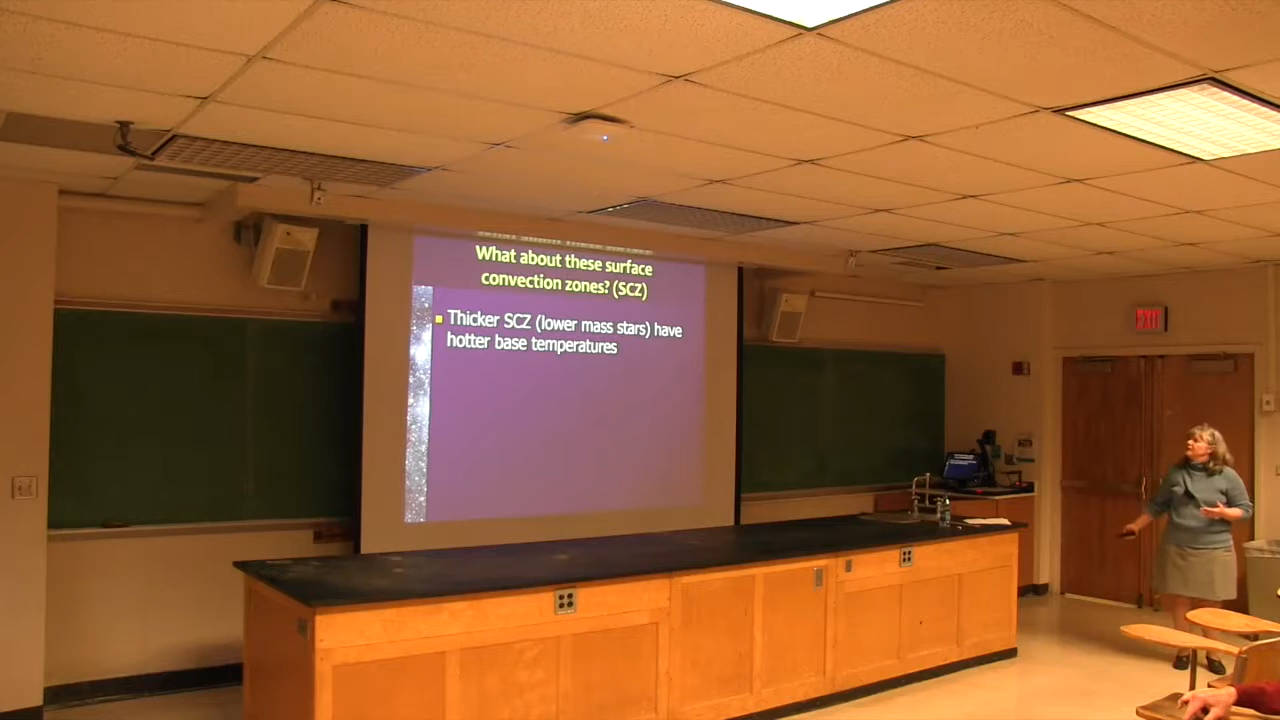 What about these surface
convection zones? (SCZ)
Thicker SCZ (lower mass stars) have
hotter base temperatures
EXIT